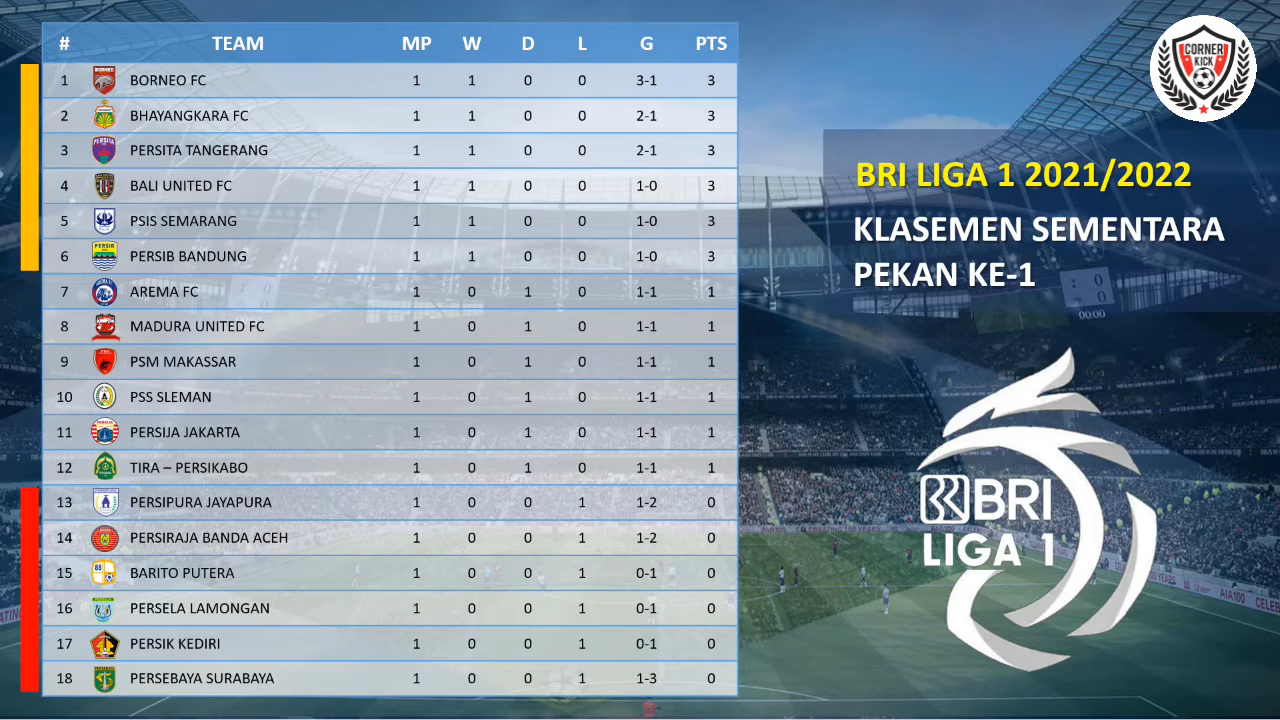 # TEAM MP W D L G PTS
1 BORNEO FC 1 1 0 0 3-1 3
2 BHAYANGKARA FC 1 1 0 0 2-1 3
3 PERSITA TANGERANG 1 1 0 0 2-1 3
4 BALI UNITED FC 1 1 0 0 1-0 3
5 PSIS SEMARANG 1 1 0 0 1-0 3
6 PERSIB BANDUNG 1 1 0 0 1-0 3
7 AREMA FC 1 0 1 0 1-1 1
8 MADURA UNITED FC 1 0 1 0 1-1 1
9 PSM MAKASSAR 1 0 1 0 1-1 1
10 PSS SLEMAN 1 0 1 0 1-1 1
11 PERSIJA JAKARTA 1 0 1 0 1-1 1
12 TIRA – PERSIKABO 1 0 1 0 1-1 1
13 PERSIPURA JAYAPURA 1 0 0 1 1-2 0
14 PERSIRAJA BANDA ACEH 1 0 0 1 1-2 0
15 BARITO PUTERA 1 0 0 1 0-1 0
16 PERSELA LAMONGAN 1 0 0 1 0-1 0
17 PERSIK KEDIRI 1 0 0 1 0-1 0
18 PERSEBAYA SURABAYA 1 0 0 1 1-3 0
CORNER
KICK
BRI LIGA 1 2021/2022
KLASEMEN SEMENTARA
PEKAN KE-1
0
0
00:00
BRI
LIGA 1
AIA100